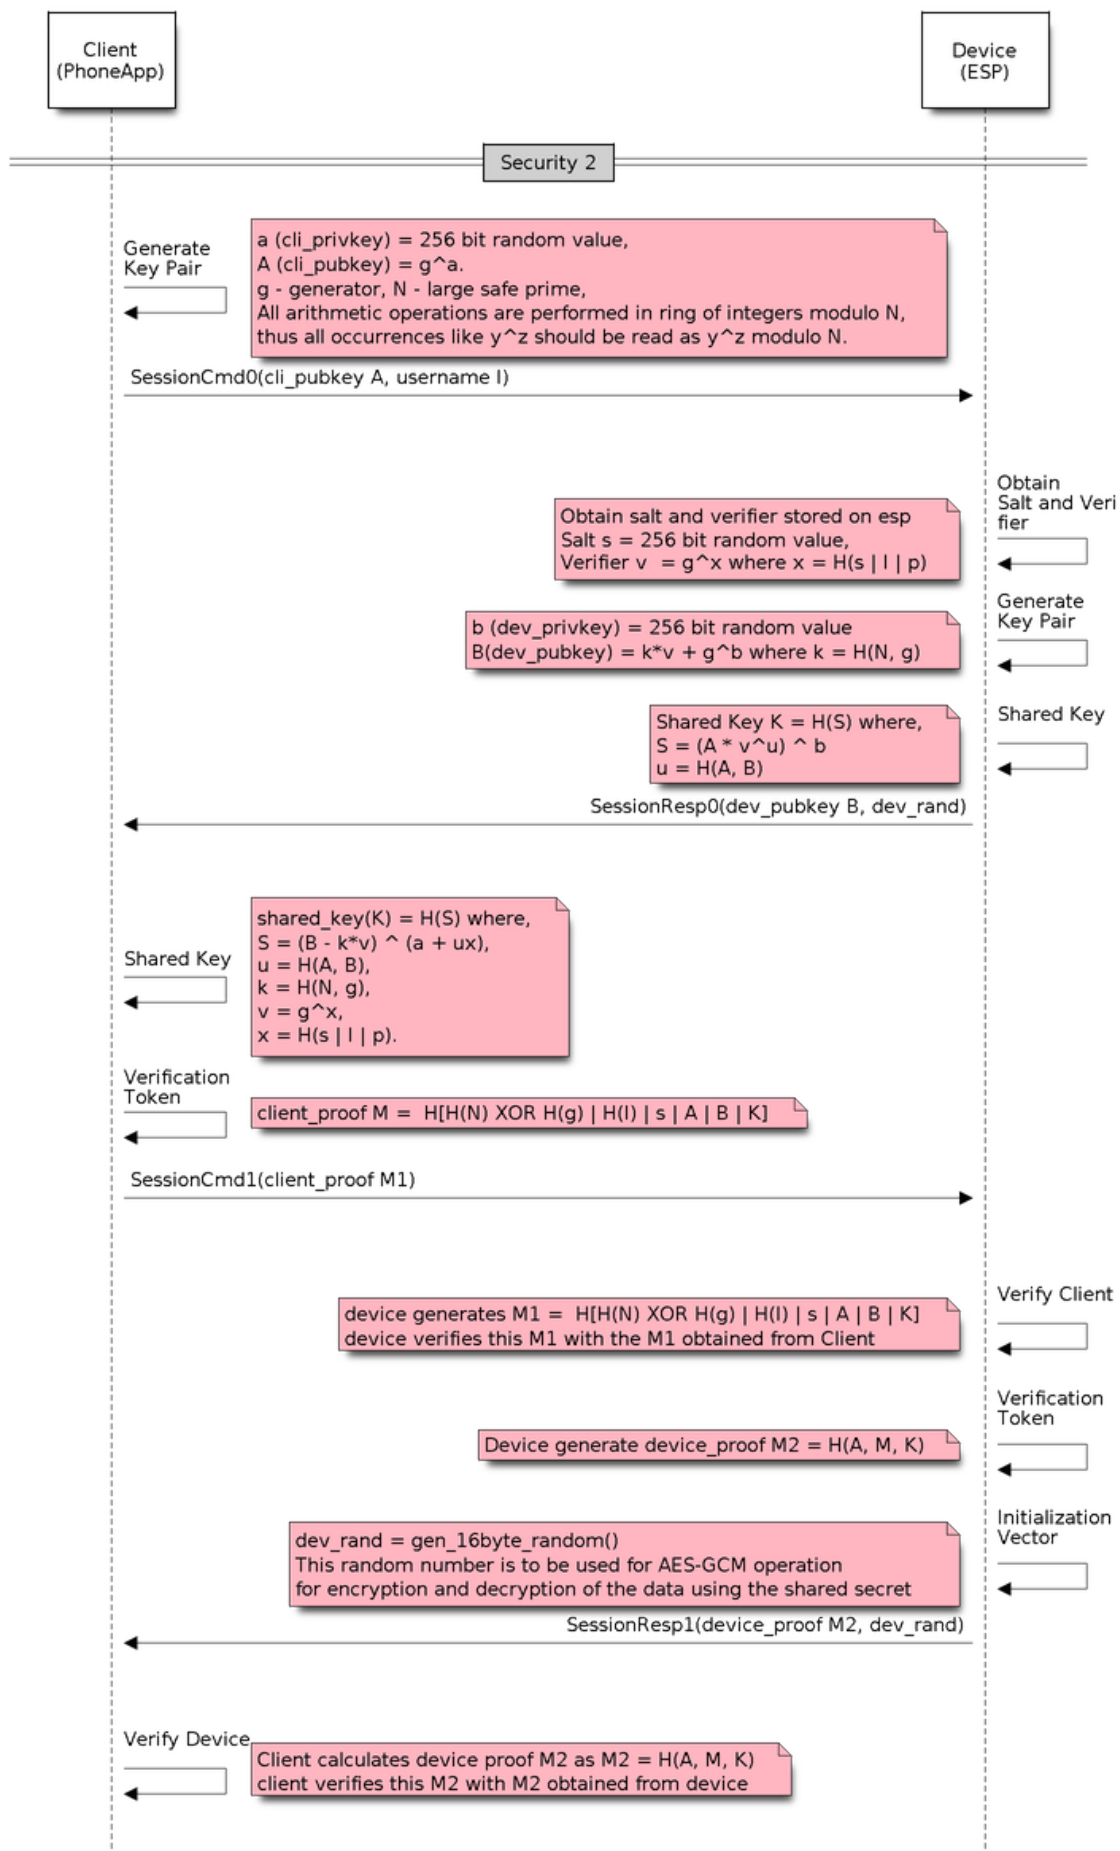 Client
(PhoneApp)
Device
(ESP)
Security 2
Generate
Key Pair
a (cli_privkey) = 256 bit random value,
A (cli_pubkey) = g^a.
g - generator, N - large safe prime,
All arithmetic operations are performed in ring of integers modulo N,
thus all occurrences like y^z should be read as y^z modulo N.
SessionCmd0(cli_pubkey A, username I)
Obtain
Salt and Veri
fier
Obtain salt and verifier stored on esp
Salt s = 256 bit random value,
Verifier v  = g^x where x = H(s | I | p)
Generate
Key Pair
b (dev_privkey) = 256 bit random value
B(dev_pubkey) = k*v + g^b where k = H(N, g)
Shared Key
Shared Key K = H(S) where,
S = (A * v^u) ^ b
u = H(A, B)
SessionResp0(dev_pubkey B, dev_rand)
Shared Key
shared_key(K) = H(S) where,
S = (B - k*v) ^ (a + ux),
u = H(A, B),
k = H(N, g),
v = g^x,
x = H(s | I | p).
Verification
Token
client_proof M =  H[H(N) XOR H(g) | H(I) | s | A | B | K]
SessionCmd1(client_proof M1)
Verify Client
device generates M1 =  H[H(N) XOR H(g) | H(I) | s | A | B | K]
device verifies this M1 with the M1 obtained from Client
Verification
Token
Device generate device_proof M2 = H(A, M, K)
Initialization
Vector
dev_rand = gen_16byte_random()
This random number is to be used for AES-GCM operation
for encryption and decryption of the data using the shared secret
SessionResp1(device_proof M2, dev_rand)
Verify Device
Client calculates device proof M2 as M2 = H(A, M, K)
client verifies this M2 with M2 obtained from device